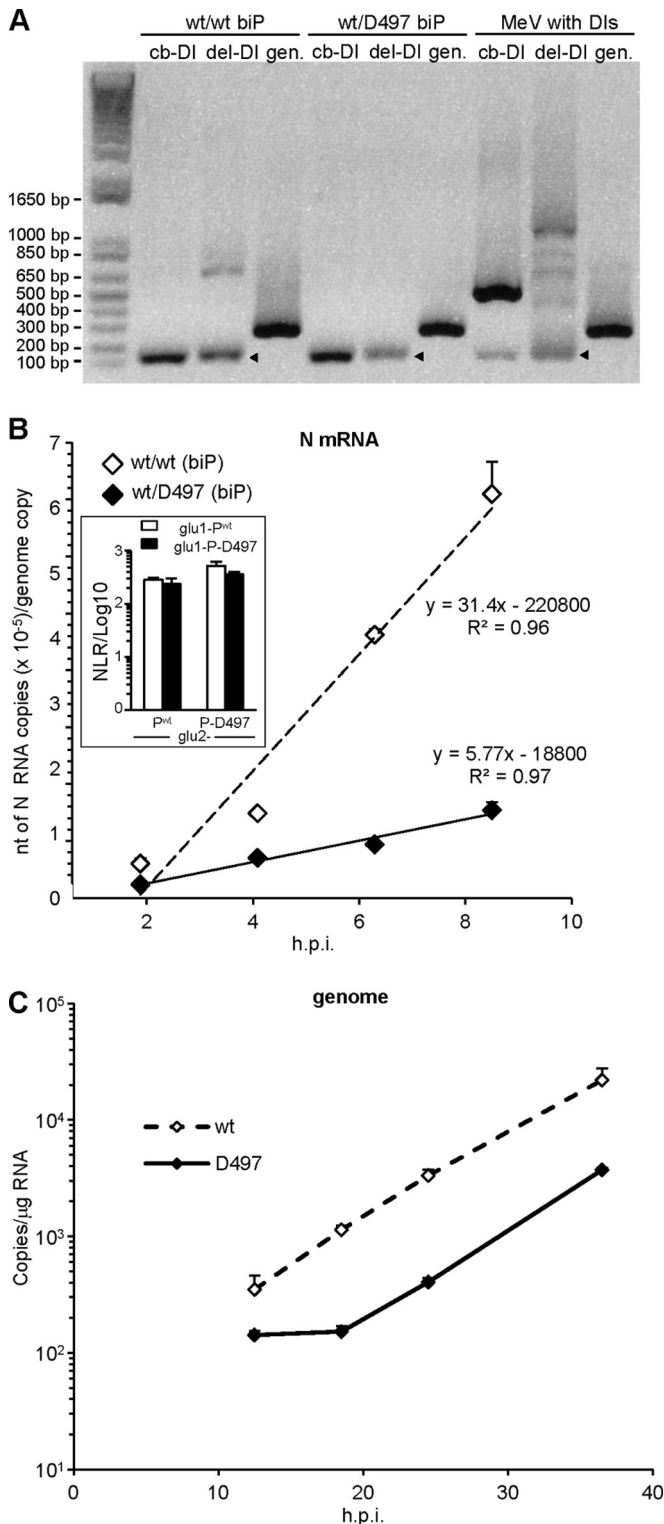 A
wt/wt biP wt/D497 biP MeV with DIs
cb-DI del-DI gen. cb-DI del-DI gen. cb-DI del-DI gen.
1650 bp
1000 bp
850 bp
650 bp
500 bp
400 bp
300 bp
200 bp
100 bp
B
N mRNA
7
6
5
4
3
2
1
0
nt of N RNA copies (x 10⁻⁵)/genome copy
wt/wt (biP)
wt/D497 (biP)
glu1-Pʷᵗ
glu1-P-D497
NLR/Log10
3
2
1
0
Pʷᵗ P-D497
glu2-
y = 31.4x - 220800
R² = 0.96
y = 5.77x - 18800
R² = 0.97
2 4 6 8 10
h.p.i.
C
genome
10⁵
10⁴
10³
10²
10¹
Copies/µg RNA
wt
D497
0 10 20 30 40
h.p.i.